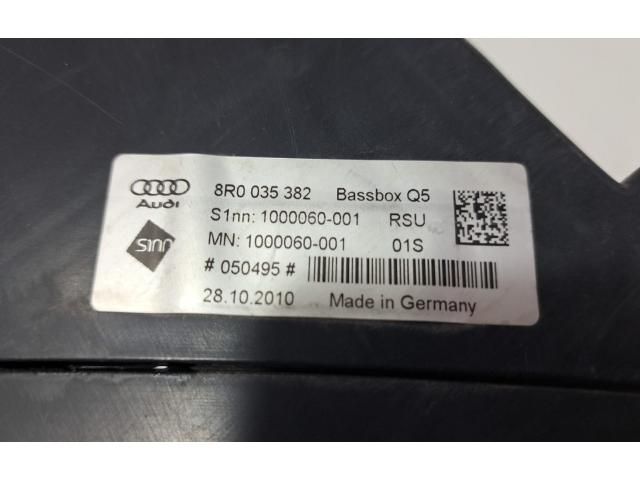 Audi
8R0 035 382 Bassbox Q5
S1nn: 1000060-001 RSU
s1nn
MN: 1000060-001 01S
# 050495 #
28.10.2010 Made in Germany